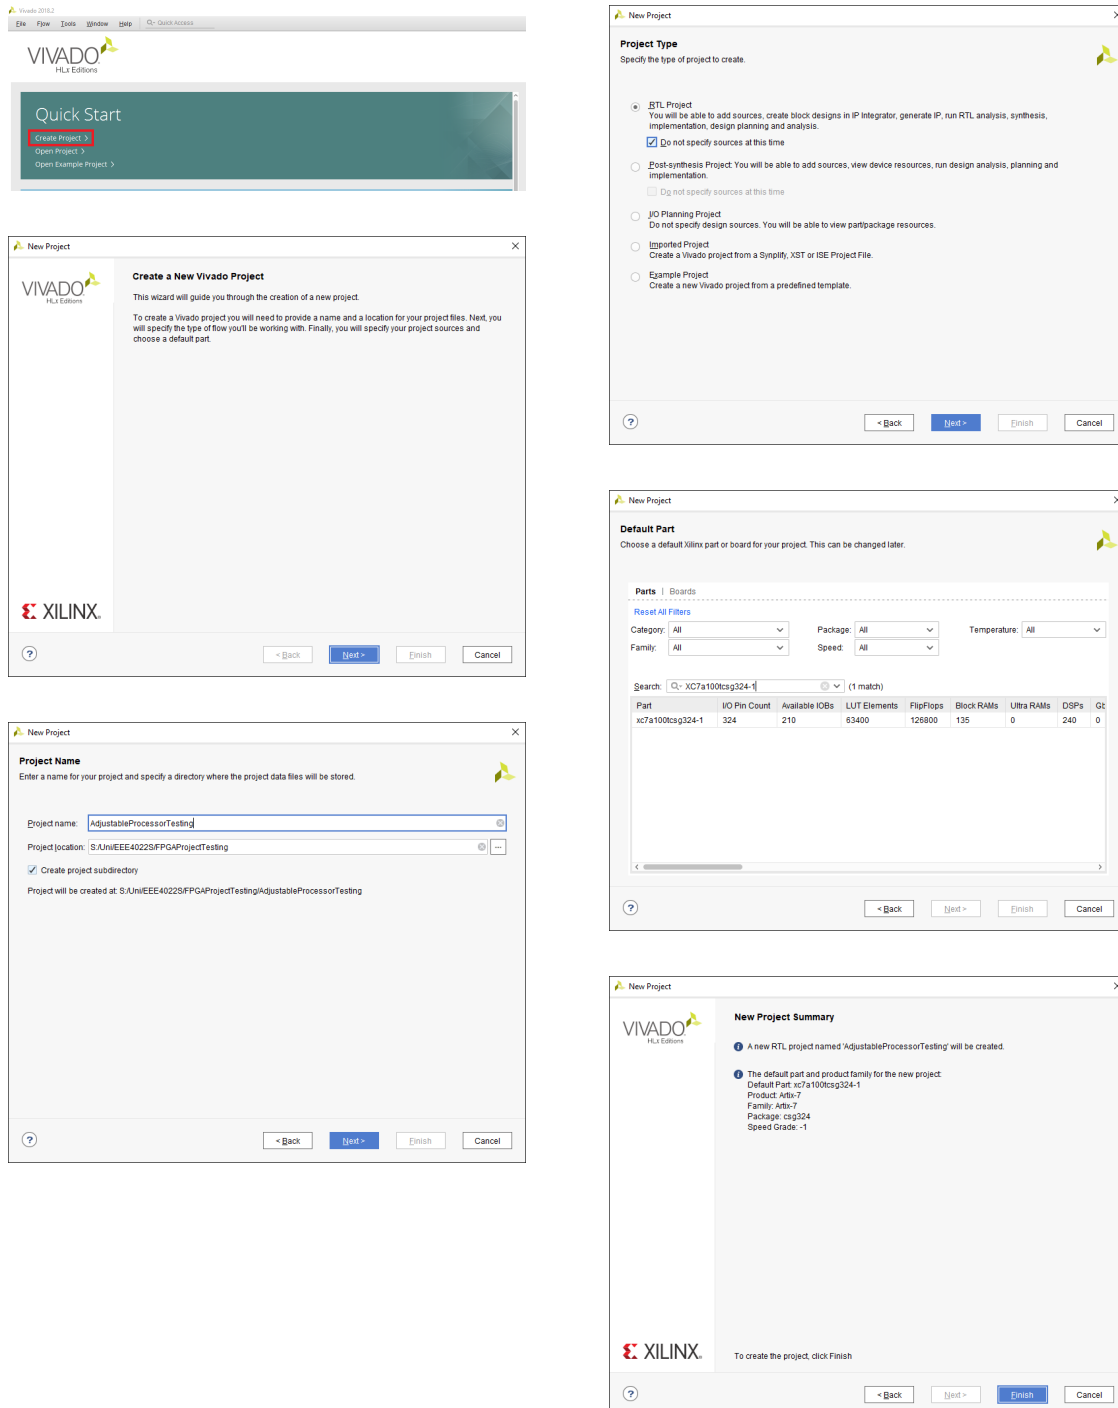 Vivado 2018.2
File Flow Tools Window Help Quick Access
VIVADO
HLx Editions
Quick Start
Create Project >
Open Project >
Open Example Project >
New Project
VIVADO
HLx Editions
Create a New Vivado Project
This wizard will guide you through the creation of a new project.
To create a Vivado project you will need to provide a name and a location for your project files. Next, you
will specify the type of flow you'll be working with. Finally, you will specify your project sources and
choose a default part.
XILINX
? < Back Next > Finish Cancel
New Project
Project Name
Enter a name for your project and specify a directory where the project data files will be stored.
Project name: AdjustableProcessorTesting
Project location: S:/Uni/EEE4022S/FPGAProjectTesting ...
Create project subdirectory
Project will be created at: S:/Uni/EEE4022S/FPGAProjectTesting/AdjustableProcessorTesting
? < Back Next > Finish Cancel
New Project
Project Type
Specify the type of project to create.
RTL Project
You will be able to add sources, create block designs in IP Integrator, generate IP, run RTL analysis, synthesis,
implementation, design planning and analysis.
Do not specify sources at this time
Post-synthesis Project: You will be able to add sources, view device resources, run design analysis, planning and
implementation.
Do not specify sources at this time
I/O Planning Project
Do not specify design sources. You will be able to view part/package resources.
Imported Project
Create a Vivado project from a Synplify, XST or ISE Project File.
Example Project
Create a new Vivado project from a predefined template.
? < Back Next > Finish Cancel
New Project
Default Part
Choose a default Xilinx part or board for your project. This can be changed later.
Parts | Boards
Reset All Filters
Category: All Package: All Temperature: All
Family: All Speed: All
Search: XC7a100tcsg324-1 (1 match)
Part I/O Pin Count Available IOBs LUT Elements FlipFlops Block RAMs Ultra RAMs DSPs Gb
xc7a100tcsg324-1 324 210 63400 126800 135 0 240 0
? < Back Next > Finish Cancel
New Project
VIVADO
HLx Editions
New Project Summary
A new RTL project named 'AdjustableProcessorTesting' will be created.
The default part and product family for the new project:
Default Part: xc7a100tcsg324-1
Product: Artix-7
Family: Artix-7
Package: csg324
Speed Grade: -1
XILINX
To create the project, click Finish
? < Back Next > Finish Cancel